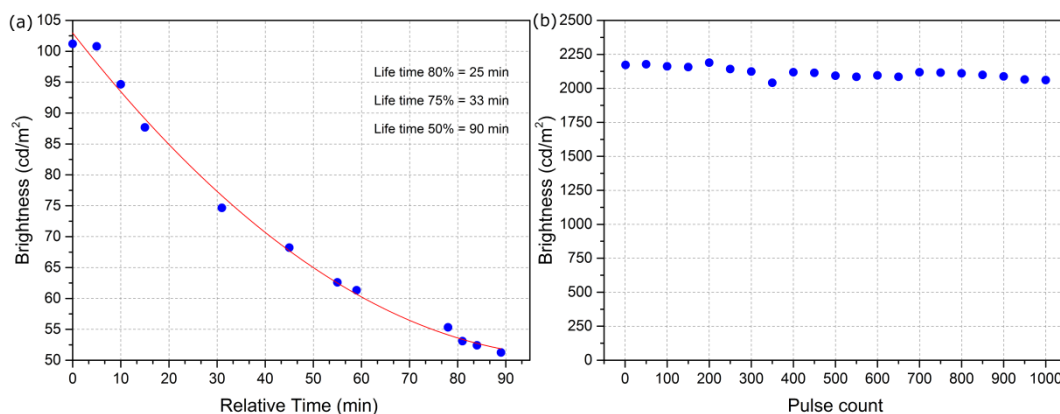 (a)
105
100
95
90
85
80
75
70
65
60
55
50
Brightness (cd/m²)
Life time 80% = 25 min
Life time 75% = 33 min
Life time 50% = 90 min
0 10 20 30 40 50 60 70 80 90
Relative Time (min)
(b)
2500
2250
2000
1750
1500
1250
1000
750
500
250
0
Brightness (cd/m²)
0 100 200 300 400 500 600 700 800 900 1000
Pulse count